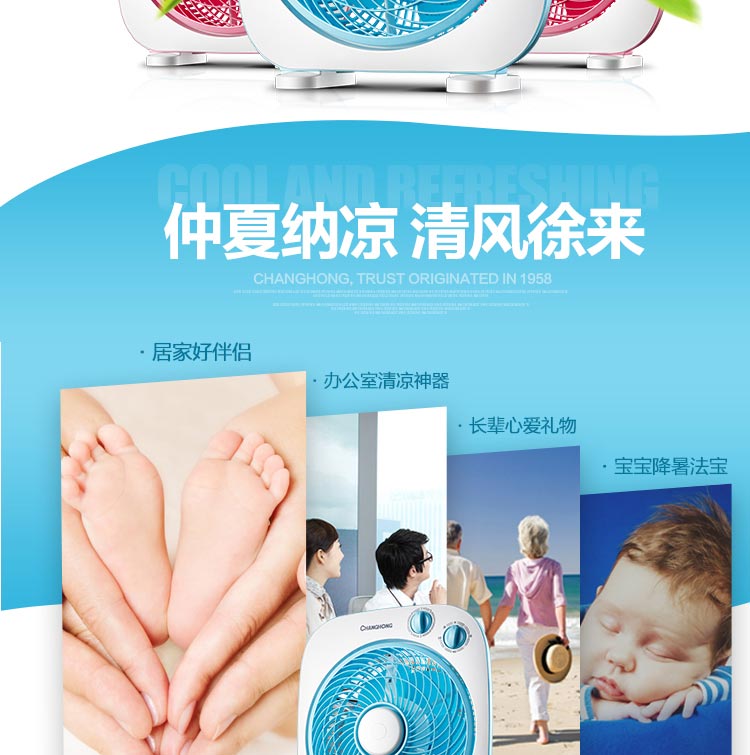 COOL AND REFRESHING
仲夏纳凉 清风徐来
CHANGHONG, TRUST ORIGINATED IN 1958
· 居家好伴侣
· 办公室清凉神器
· 长辈心爱礼物
· 宝宝降暑法宝
CHANGHONG